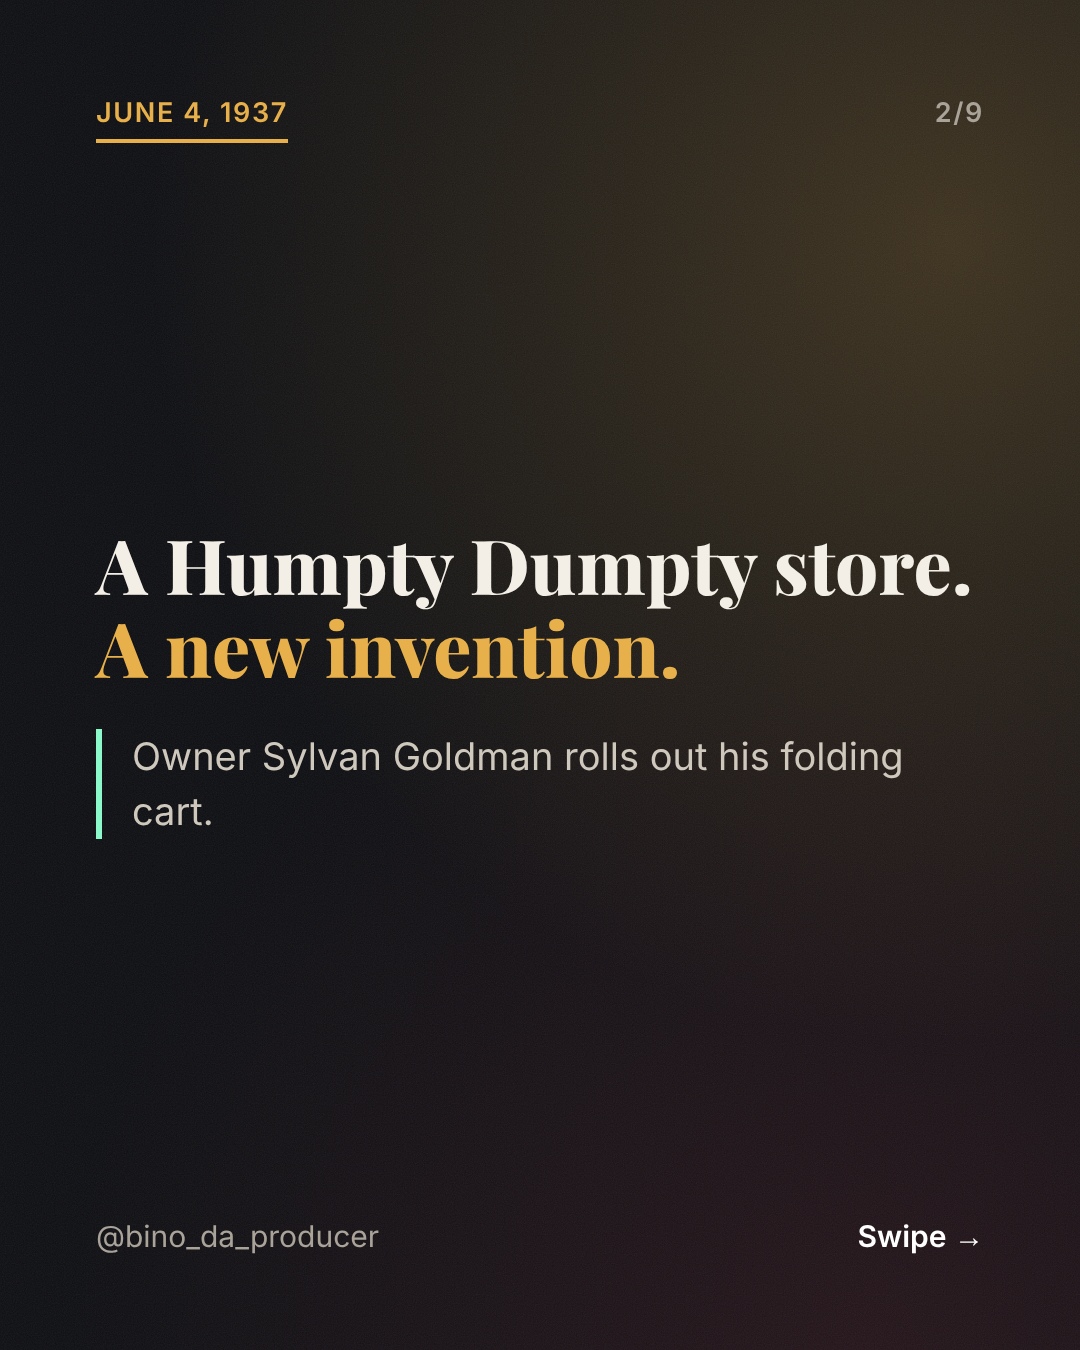 JUNE 4, 1937
2/9
A Humpty Dumpty store.
A new invention.
Owner Sylvan Goldman rolls out his folding
cart.
@bino_da_producer
Swipe →